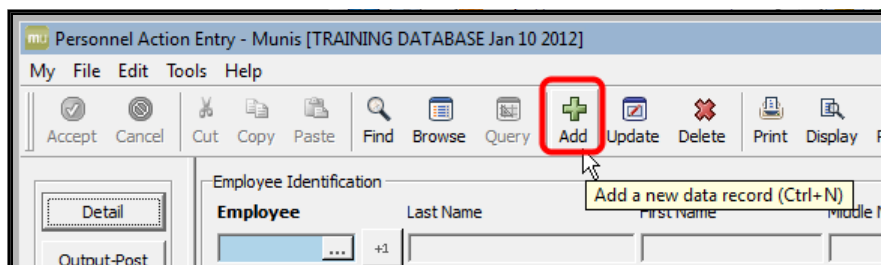 mu Personnel Action Entry - Munis [TRAINING DATABASE Jan 10 2012]
My File Edit Tools Help
Accept Cancel Cut Copy Paste Find Browse Query Add Update Delete Print Display
Employee Identification
Add a new data record (Ctrl+N)
Detail Employee Last Name First Name Middle
... +1
Output-Post